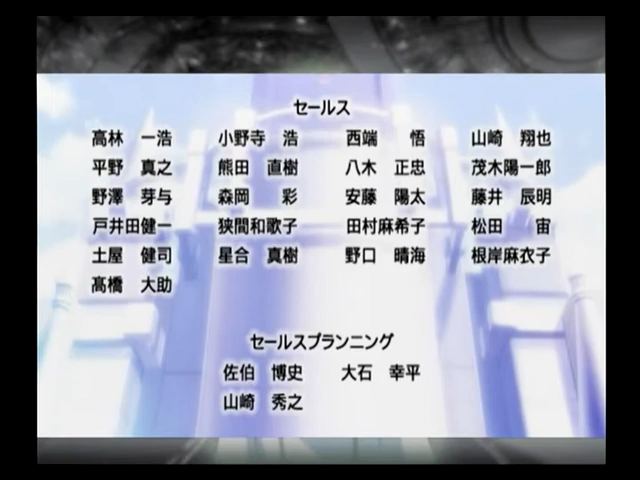 セールス
高林　一浩　小野寺　浩　西端　悟　山崎　翔也
平野　真之　熊田　直樹　八木　正忠　茂木陽一郎
野澤　芽与　森岡　彩　安藤　陽太　藤井　辰明
戸井田健一　狭間和歌子　田村麻希子　松田　宙
土屋　健司　星合　真樹　野口　晴海　根岸麻衣子
髙橋　大助
セールスプランニング
佐伯　博史　大石　幸平
山崎　秀之